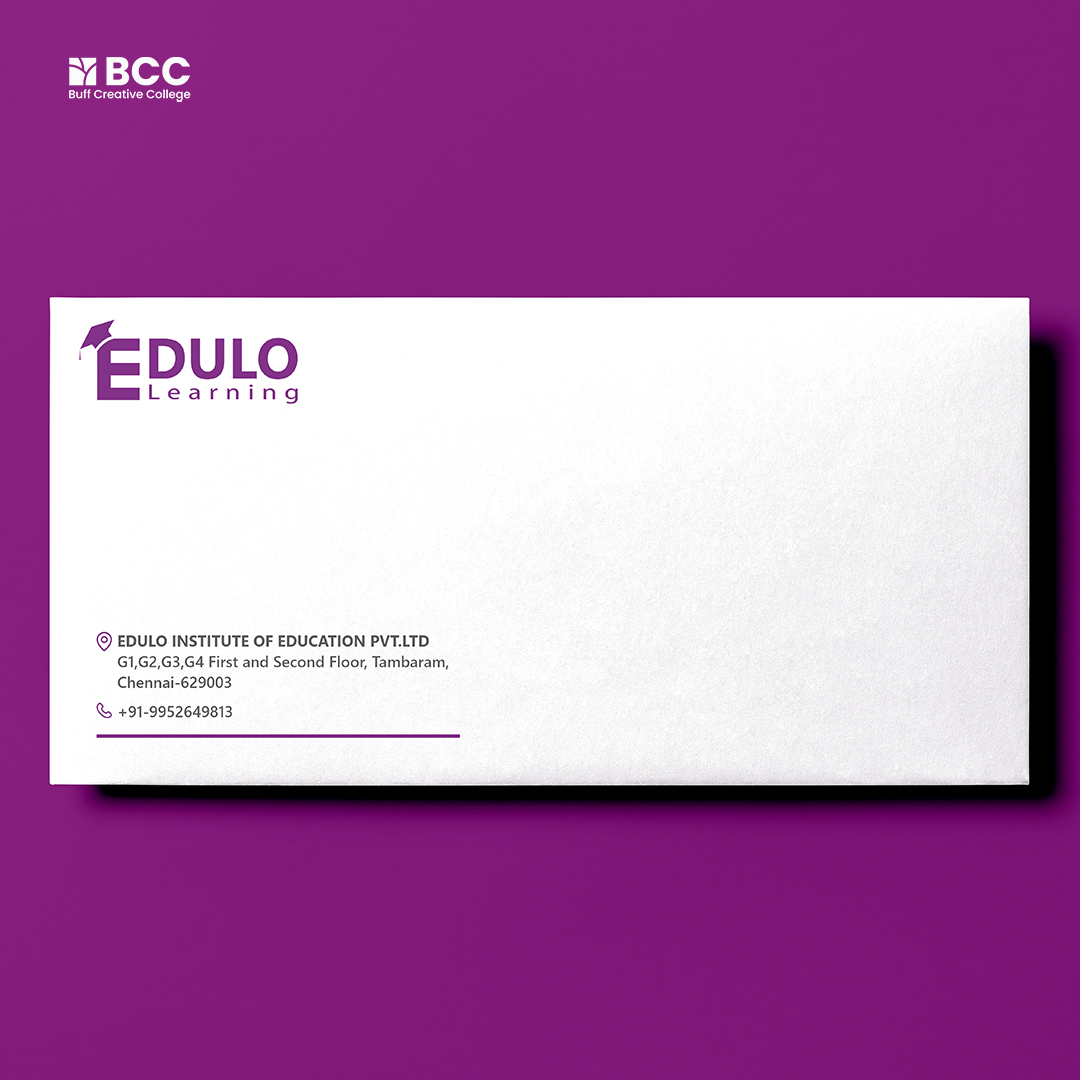 BCC
Buff Creative College
EDULO
Learning
EDULO INSTITUTE OF EDUCATION PVT.LTD
G1,G2,G3,G4 First and Second Floor, Tambaram,
Chennai-629003
+91-9952649813